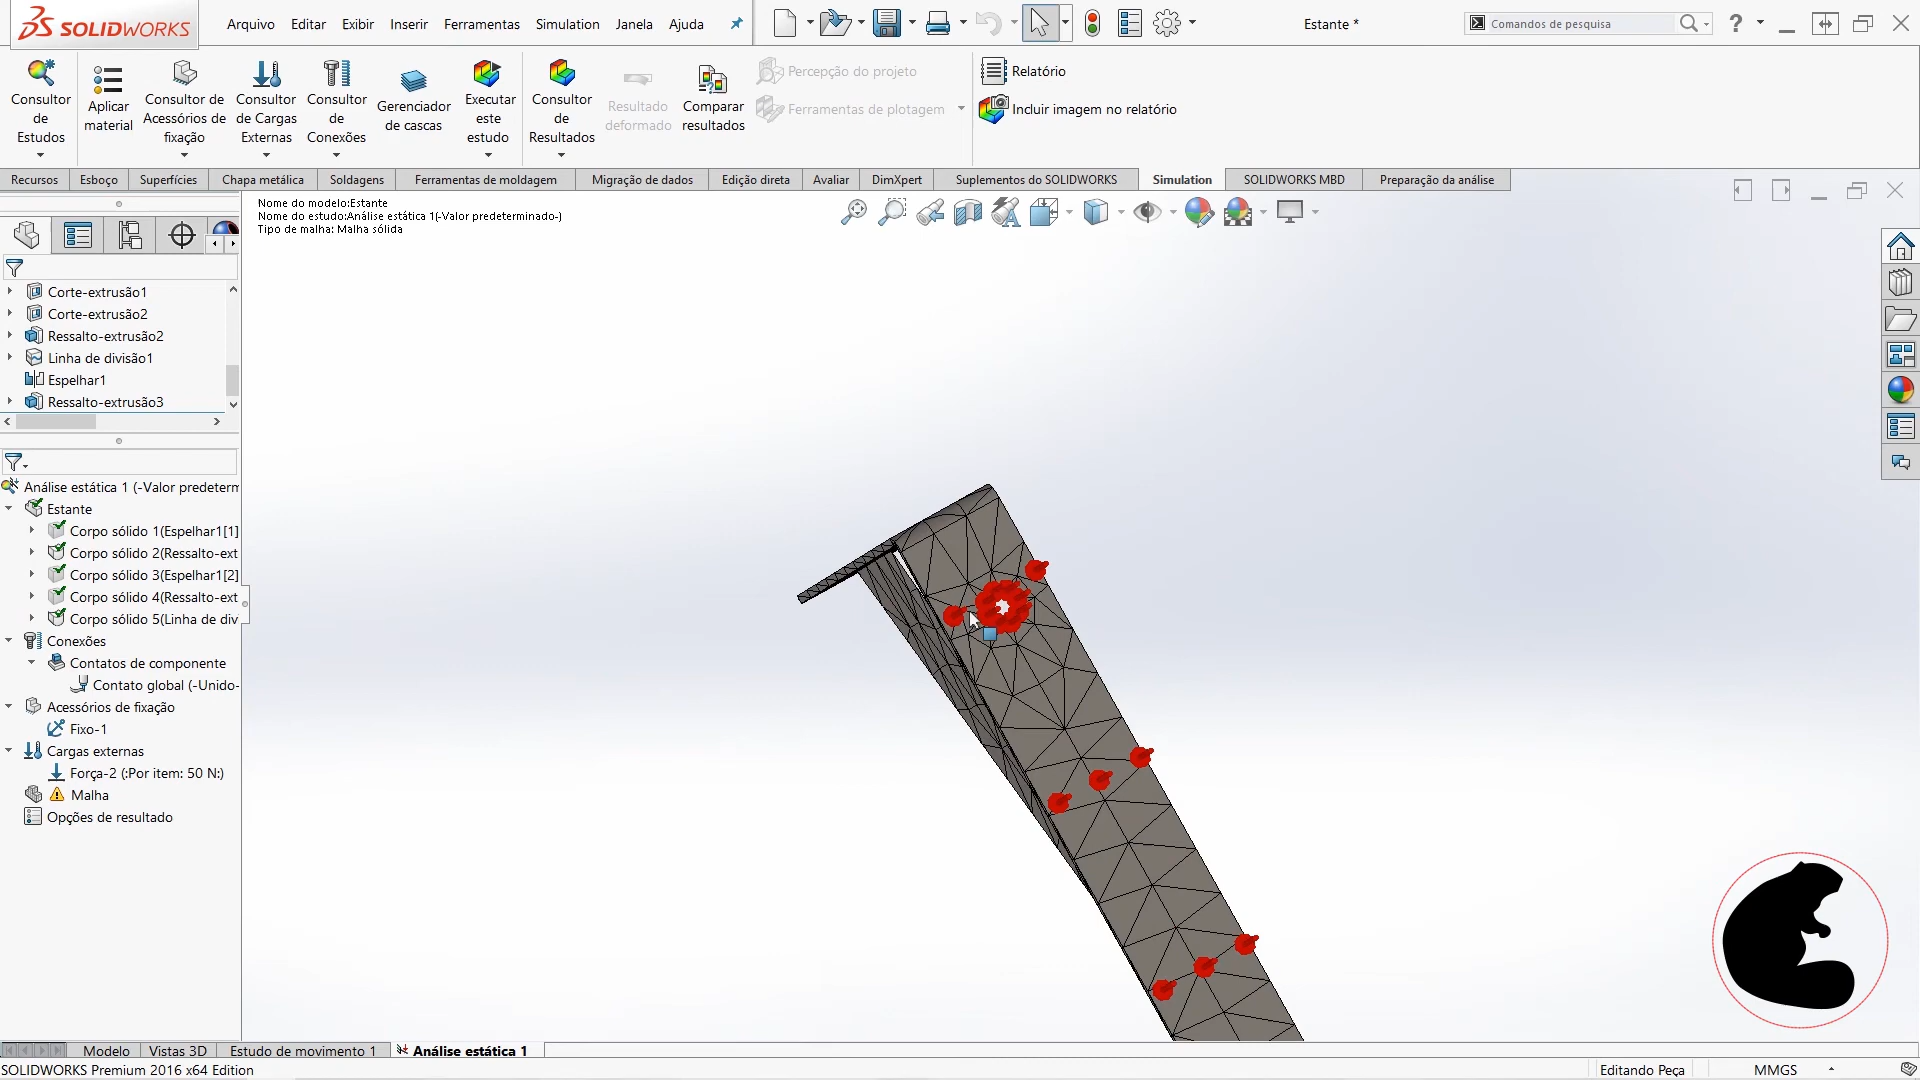 SOLIDWORKS
Arquivo Editar Exibir Inserir Ferramentas Simulation Janela Ajuda
Estante *
Comandos de pesquisa
Consultor de Estudos
Aplicar material
Consultor de Acessórios de fixação
Consultor de Cargas Externas
Consultor de Conexões
Gerenciador de cascas
Executar este estudo
Consultor de Resultados
Resultado deformado
Comparar resultados
Percepção do projeto
Ferramentas de plotagem
Relatório
Incluir imagem no relatório
Recursos Esboço Superfícies Chapa metálica Soldagens Ferramentas de moldagem Migração de dados Edição direta Avaliar DimXpert Suplementos do SOLIDWORKS Simulation SOLIDWORKS MBD Preparação da análise
Nome do modelo:Estante
Nome do estudo:Análise estática 1(-Valor predeterminado-)
Tipo de malha: Malha sólida
Corte-extrusão1
Corte-extrusão2
Ressalto-extrusão2
Linha de divisão1
Espelhar1
Ressalto-extrusão3
Análise estática 1 (-Valor predeterm
Estante
Corpo sólido 1(Espelhar1[1]
Corpo sólido 2(Ressalto-ext
Corpo sólido 3(Espelhar1[2]
Corpo sólido 4(Ressalto-ext
Corpo sólido 5(Linha de div
Conexões
Contatos de componente
Contato global (-Unido-
Acessórios de fixação
Fixo-1
Cargas externas
Força-2 (:Por item: 50 N:)
Malha
Opções de resultado
Modelo Vistas 3D Estudo de movimento 1 Análise estática 1
SOLIDWORKS Premium 2016 x64 Edition
Editando Peça
MMGS